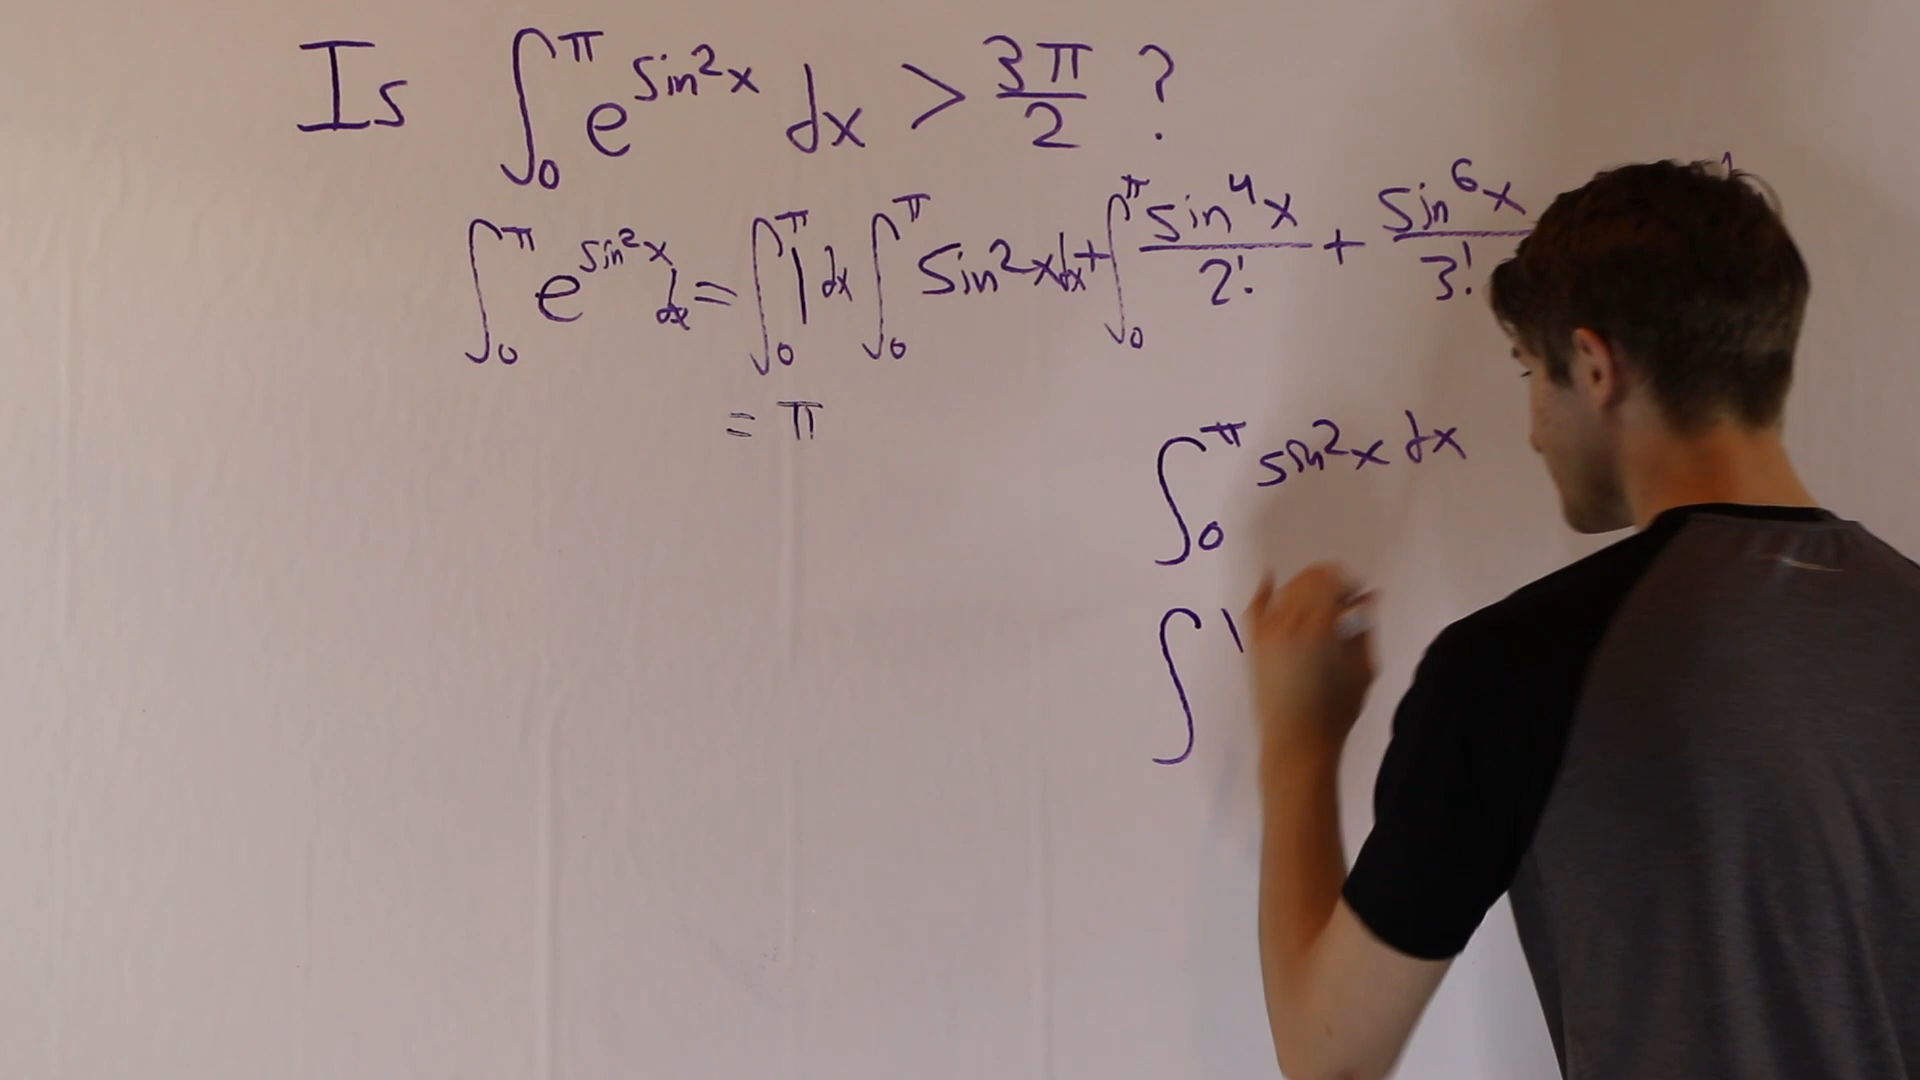 Is ∫₀^π e^(sin²x) dx > 3π/2 ?
∫₀^π e^(sin²x) dx = ∫₀^π 1 dx ∫₀^π sin²x dx + ∫₀^π sin⁴x/2! + sin⁶x/3!
= π
∫₀^π sin²x dx
∫